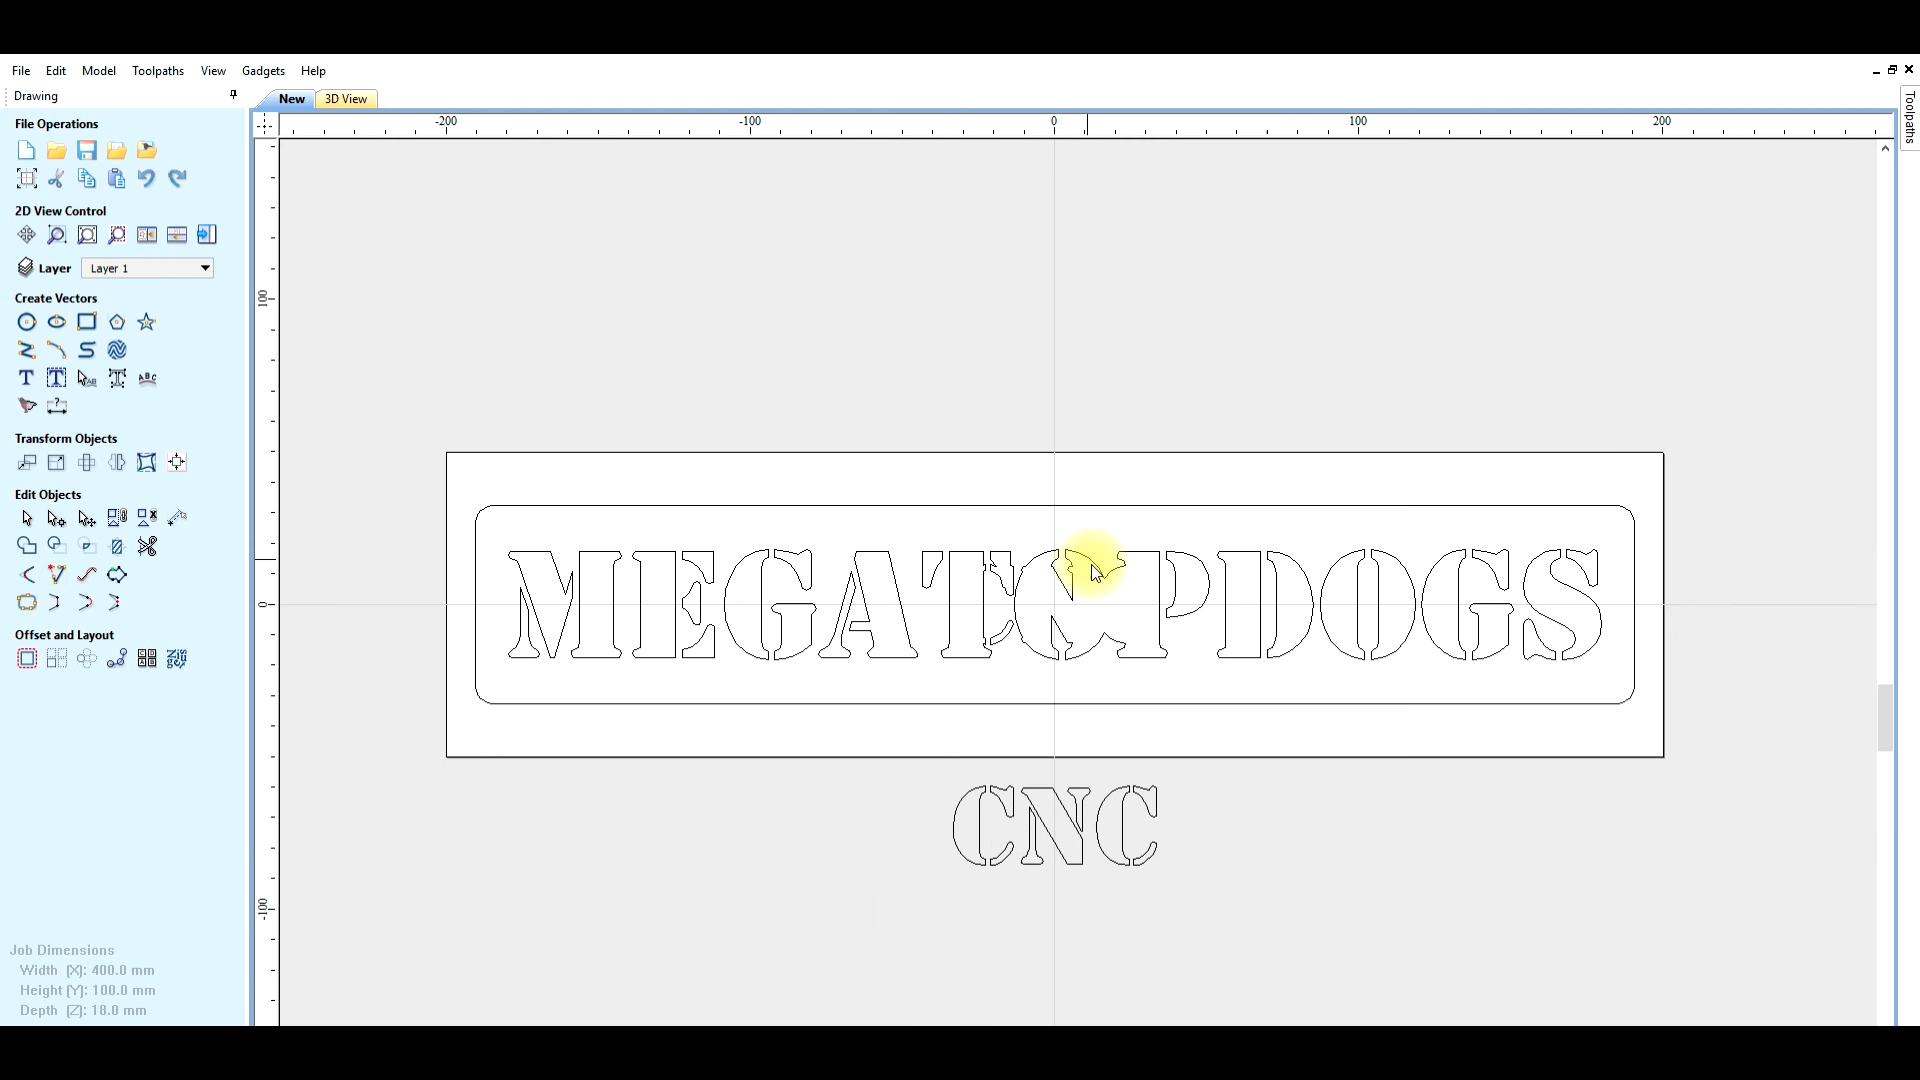 File Edit Model Toolpaths View Gadgets Help
Drawing
New 3D View
Toolpaths
File Operations
-200 -100 0 100 200
2D View Control
Layer Layer 1
100
Create Vectors
Transform Objects
Edit Objects
0
Offset and Layout
CNC
-100
Job Dimensions
Width (X): 400.0 mm
Height (Y): 100.0 mm
Depth (Z): 18.0 mm